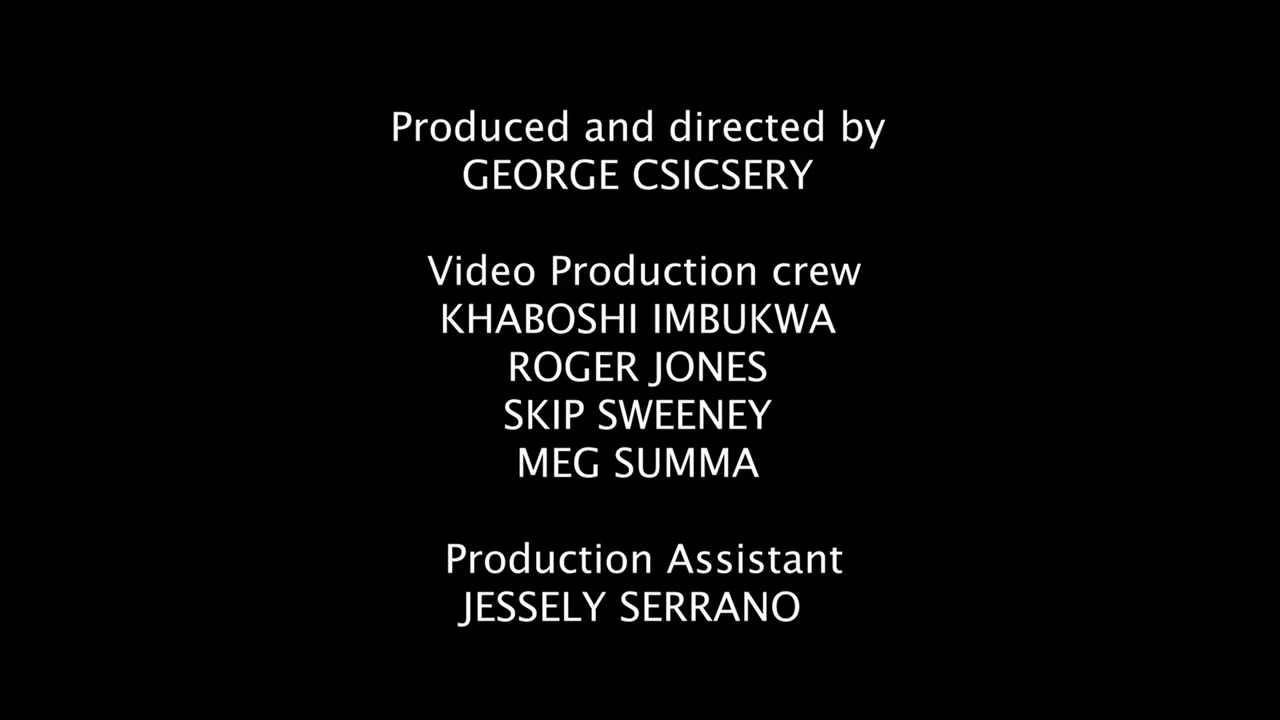 Produced and directed by
GEORGE CSICSERY
Video Production crew
KHABOSHI IMBUKWA
ROGER JONES
SKIP SWEENEY
MEG SUMMA
Production Assistant
JESSELY SERRANO